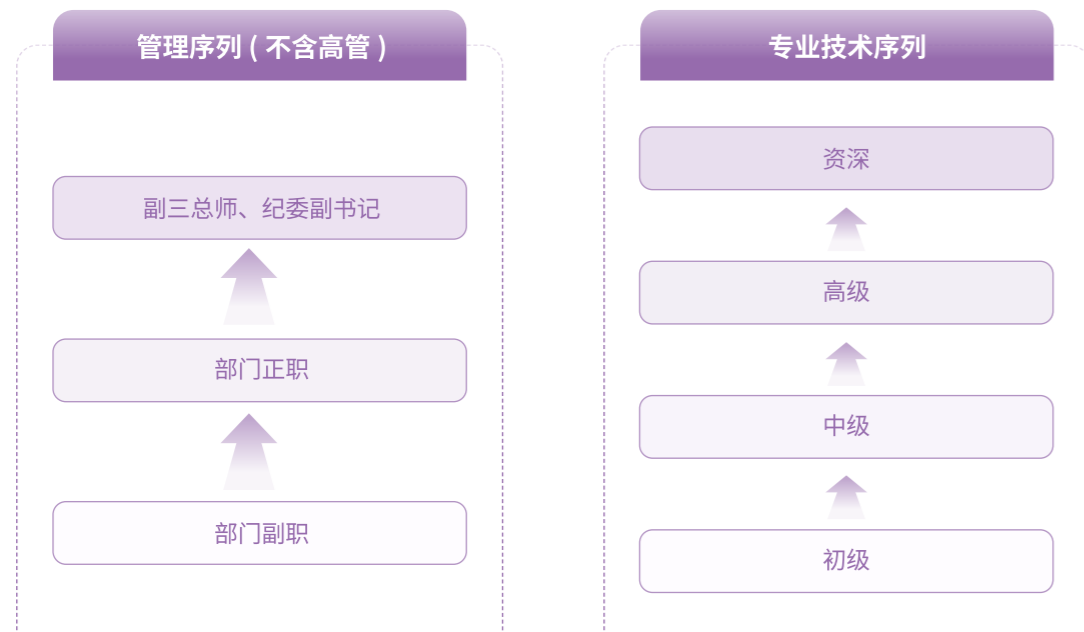 管理序列 ( 不含高管 )
副三总师、纪委副书记
部门正职
部门副职
专业技术序列
资深
高级
中级
初级